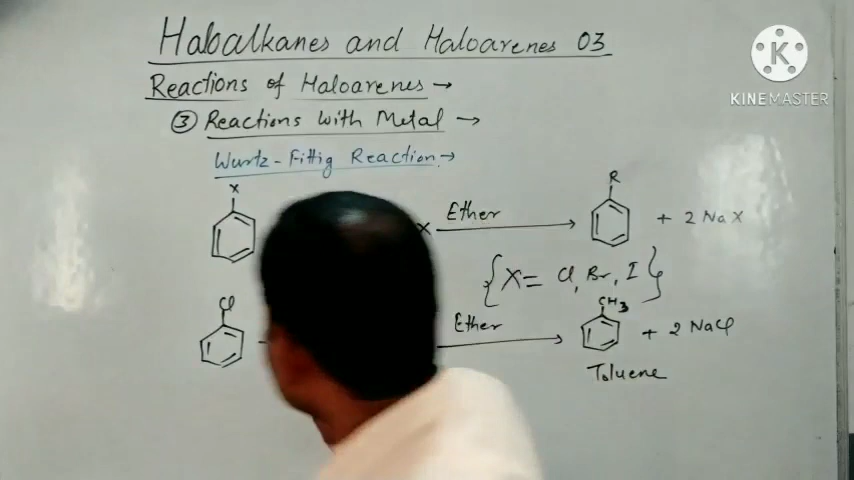 Haloalkanes and Haloarenes 03
K
KINEMASTER
Reactions of Haloarenes →
③ Reactions with Metal →
Wurtz-Fittig Reaction →
X
R
X Ether + 2 NaX
{X = Cl, Br, I}
Cl
CH3
Ether + 2 NaCl
Toluene